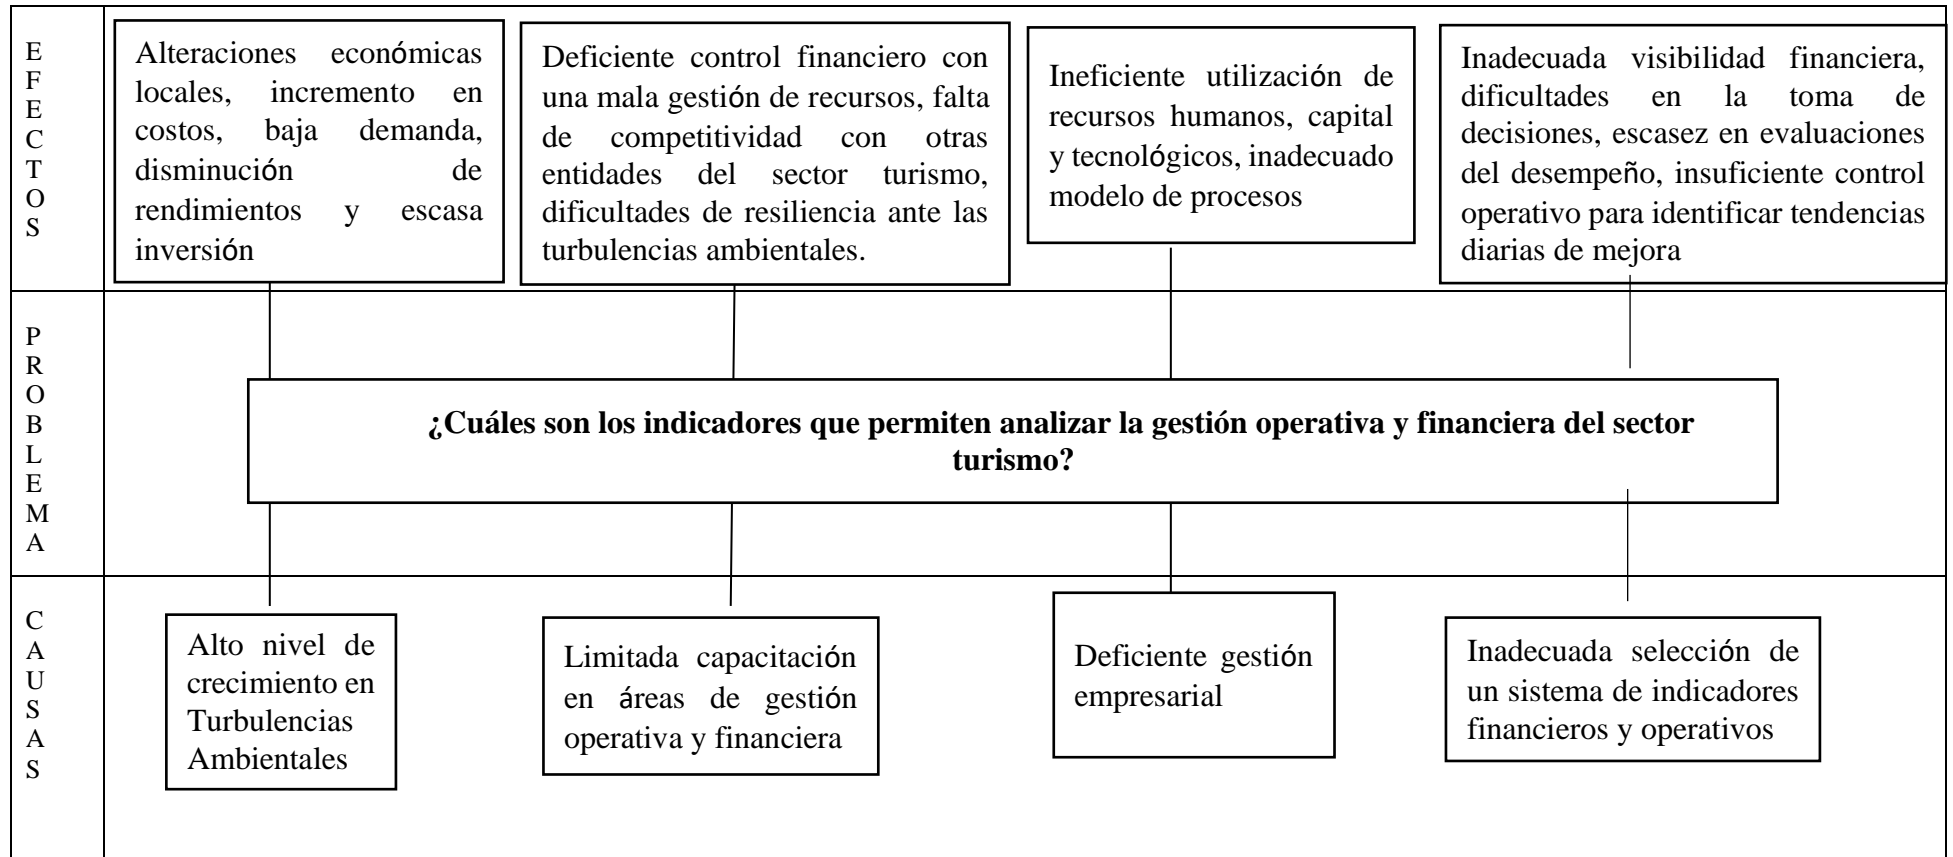 E
F
E
C
T
O
S
Alteraciones económicas
locales, incremento en
costos, baja demanda,
disminución de
rendimientos y escasa
inversión
Deficiente control financiero con
una mala gestión de recursos, falta
de competitividad con otras
entidades del sector turismo,
dificultades de resiliencia ante las
turbulencias ambientales.
Ineficiente utilización de
recursos humanos, capital
y tecnológicos, inadecuado
modelo de procesos
Inadecuada visibilidad financiera,
dificultades en la toma de
decisiones, escasez en evaluaciones
del desempeño, insuficiente control
operativo para identificar tendencias
diarias de mejora
P
R
O
B
L
E
M
A
¿Cuáles son los indicadores que permiten analizar la gestión operativa y financiera del sector
turismo?
C
A
U
S
A
S
Alto nivel de
crecimiento en
Turbulencias
Ambientales
Limitada capacitación
en áreas de gestión
operativa y financiera
Deficiente gestión
empresarial
Inadecuada selección de
un sistema de indicadores
financieros y operativos